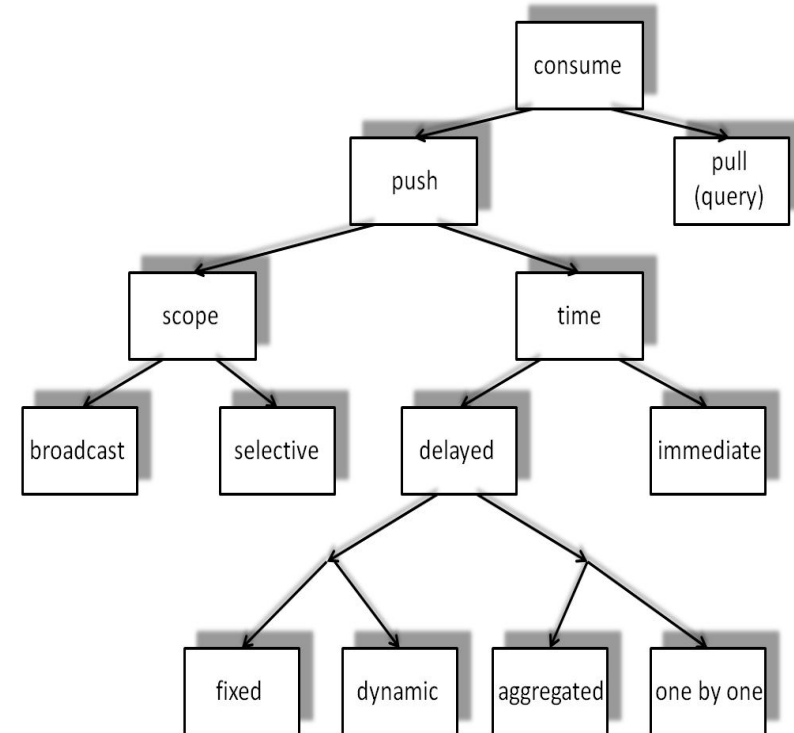 consume
push
pull
(query)
scope
time
broadcast
selective
delayed
immediate
fixed
dynamic
aggregated
one by one